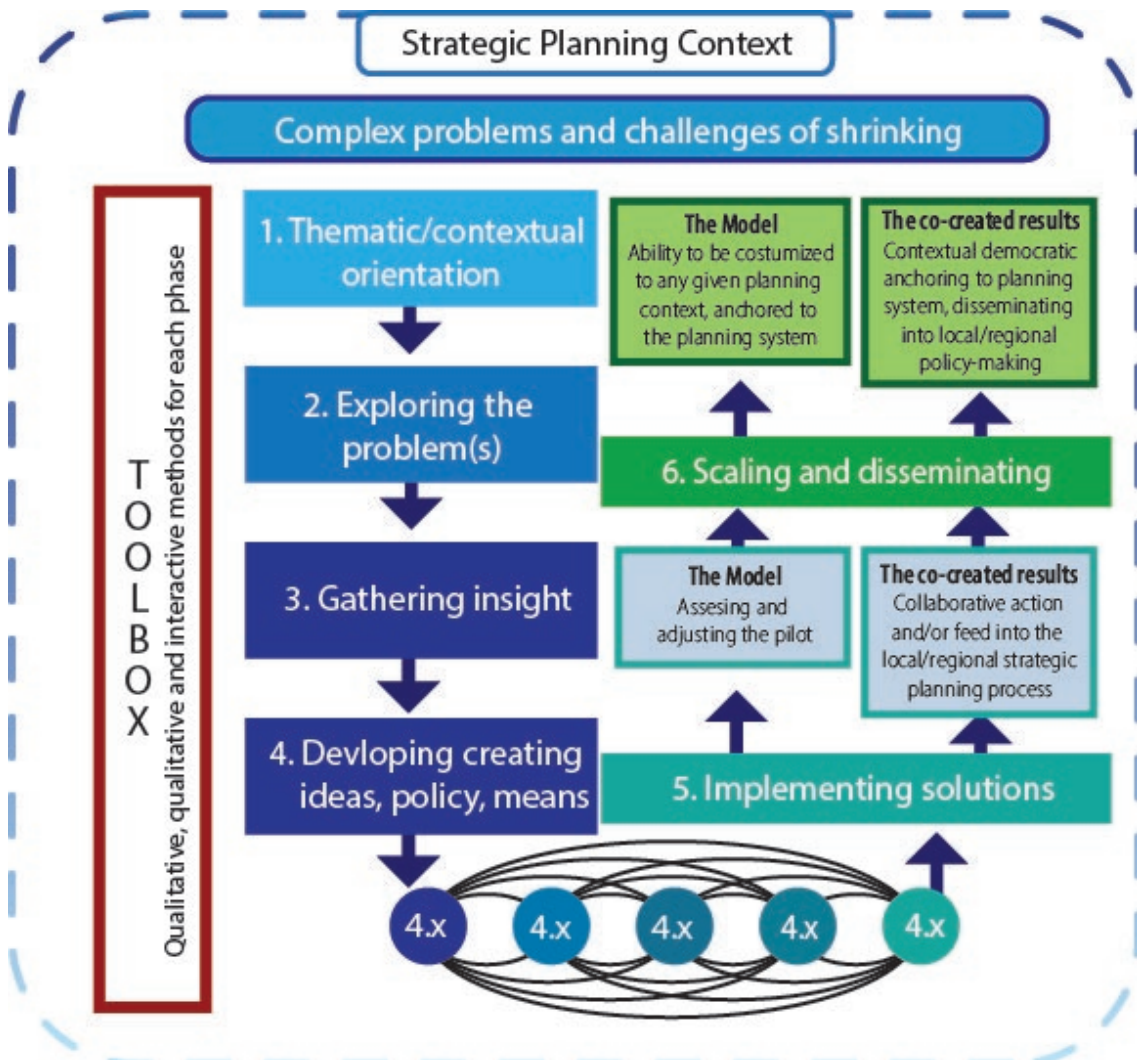 Strategic Planning Context
Complex problems and challenges of shrinking
TOOLBOX
Qualitative, qualitative and interactive methods for each phase
1. Thematic/contextual
orientation
2. Exploring the
problem(s)
3. Gathering insight
4. Devloping creating
ideas, policy, means
4.x
4.x
4.x
4.x
4.x
5. Implementing solutions
The Model
Assesing and
adjusting the pilot
The co-created results
Collaborative action
and/or feed into the
local/regional strategic
planning process
6. Scaling and disseminating
The Model
Ability to be costumized
to any given planning
context, anchored to
the planning system
The co-created results
Contextual democratic
anchoring to planning
system, disseminating
into local/regional
policy-making